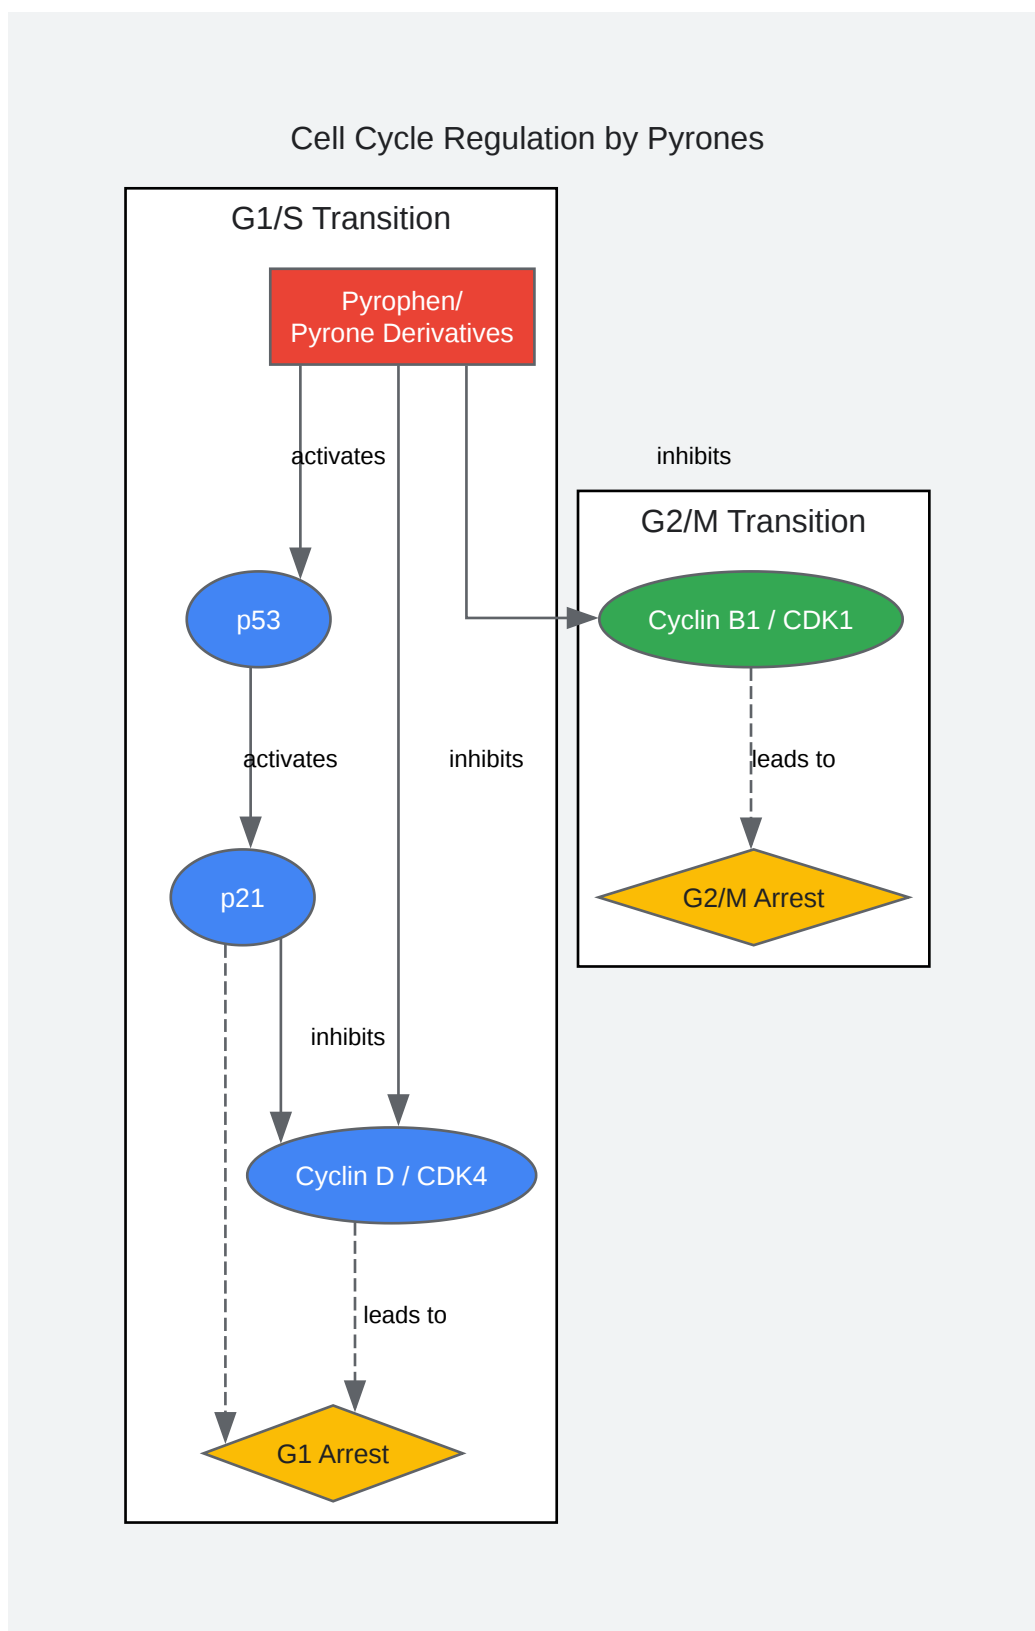 Cell Cycle Regulation by Pyrones
G1/S Transition
Pyrophen/
Pyrone Derivatives
activates
inhibits
G2/M Transition
p53
Cyclin B1 / CDK1
activates
inhibits
leads to
p21
G2/M Arrest
inhibits
Cyclin D / CDK4
leads to
G1 Arrest